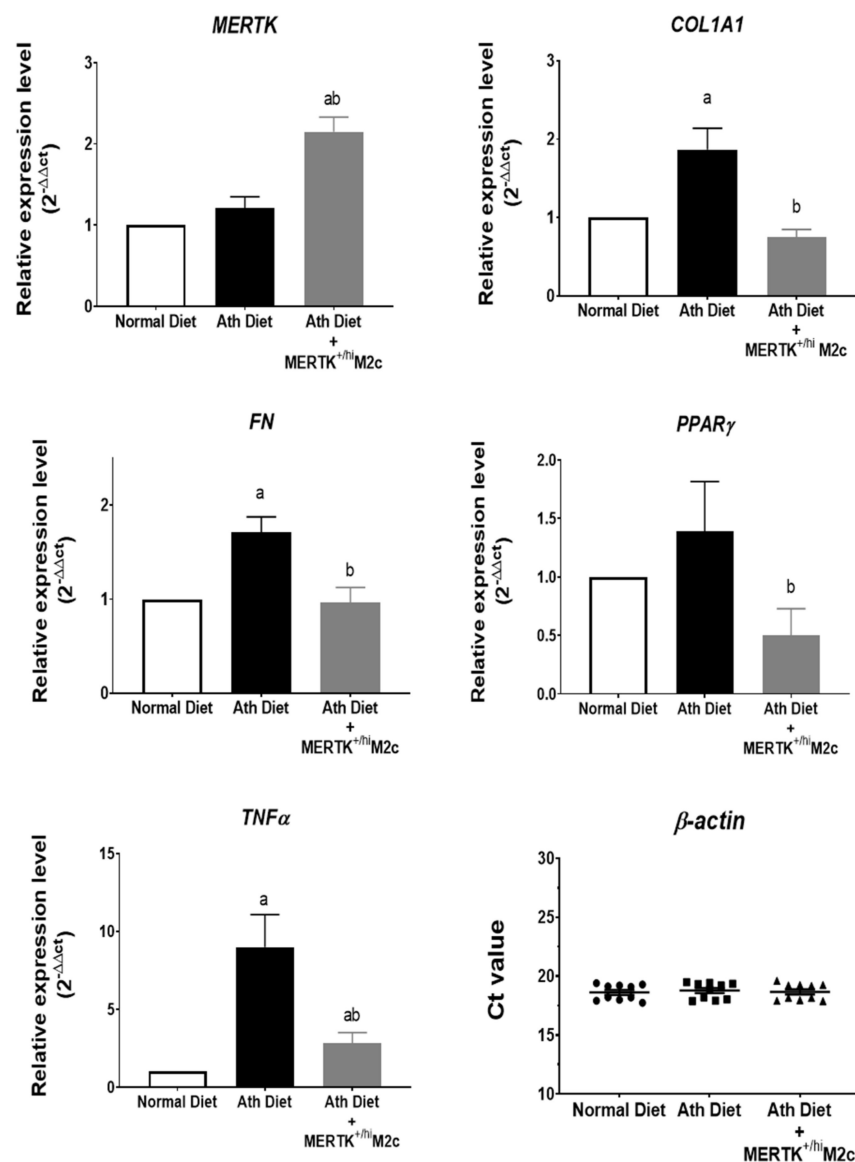 MERTK
Relative expression level
(2^-ΔΔct)
3
2
1
0
ab
Normal Diet
Ath Diet
Ath Diet
+
MERTK^+/hi M2c
COL1A1
Relative expression level
(2^-ΔΔct)
3
2
1
0
a
b
Normal Diet
Ath Diet
Ath Diet
+
MERTK^+/hi M2c
FN
Relative expression level
(2^-ΔΔct)
2
1
0
a
b
Normal Diet
Ath Diet
Ath Diet
+
MERTK^+/hi M2c
PPARγ
Relative expression level
(2^-ΔΔct)
2.0
1.5
1.0
0.5
0.0
b
Normal Diet
Ath Diet
Ath Diet
+
MERTK^+/hi M2c
TNFα
Relative expression level
(2^-ΔΔct)
15
10
5
0
a
ab
Normal Diet
Ath Diet
Ath Diet
+
MERTK^+/hi M2c
β-actin
Ct value
30
25
20
15
10
Normal Diet
Ath Diet
Ath Diet
+
MERTK^+/hi M2c